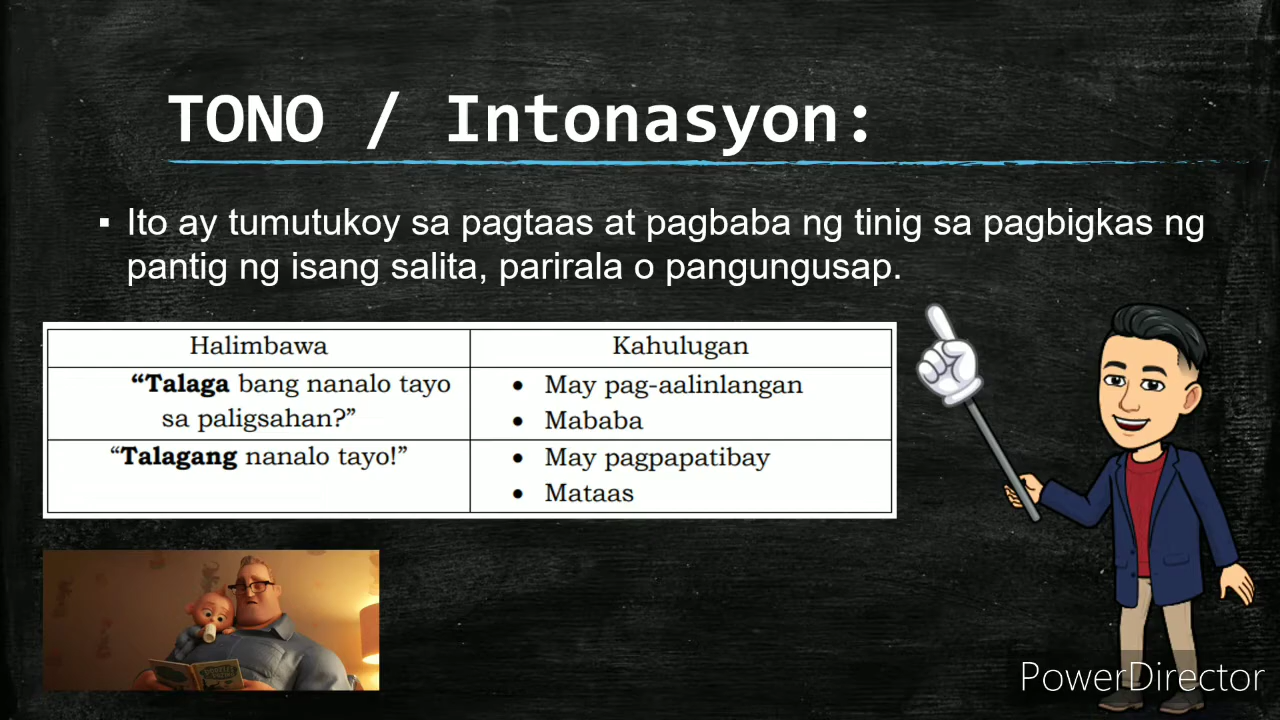 TONO / Intonasyon:
▪ Ito ay tumutukoy sa pagtaas at pagbaba ng tinig sa pagbigkas ng
pantig ng isang salita, parirala o pangungusap.
Halimbawa
Kahulugan
“Talaga bang nanalo tayo
sa paligsahan?”
• May pag-aalinlangan
• Mababa
“Talagang nanalo tayo!”
• May pagpapatibay
• Mataas
PowerDirector